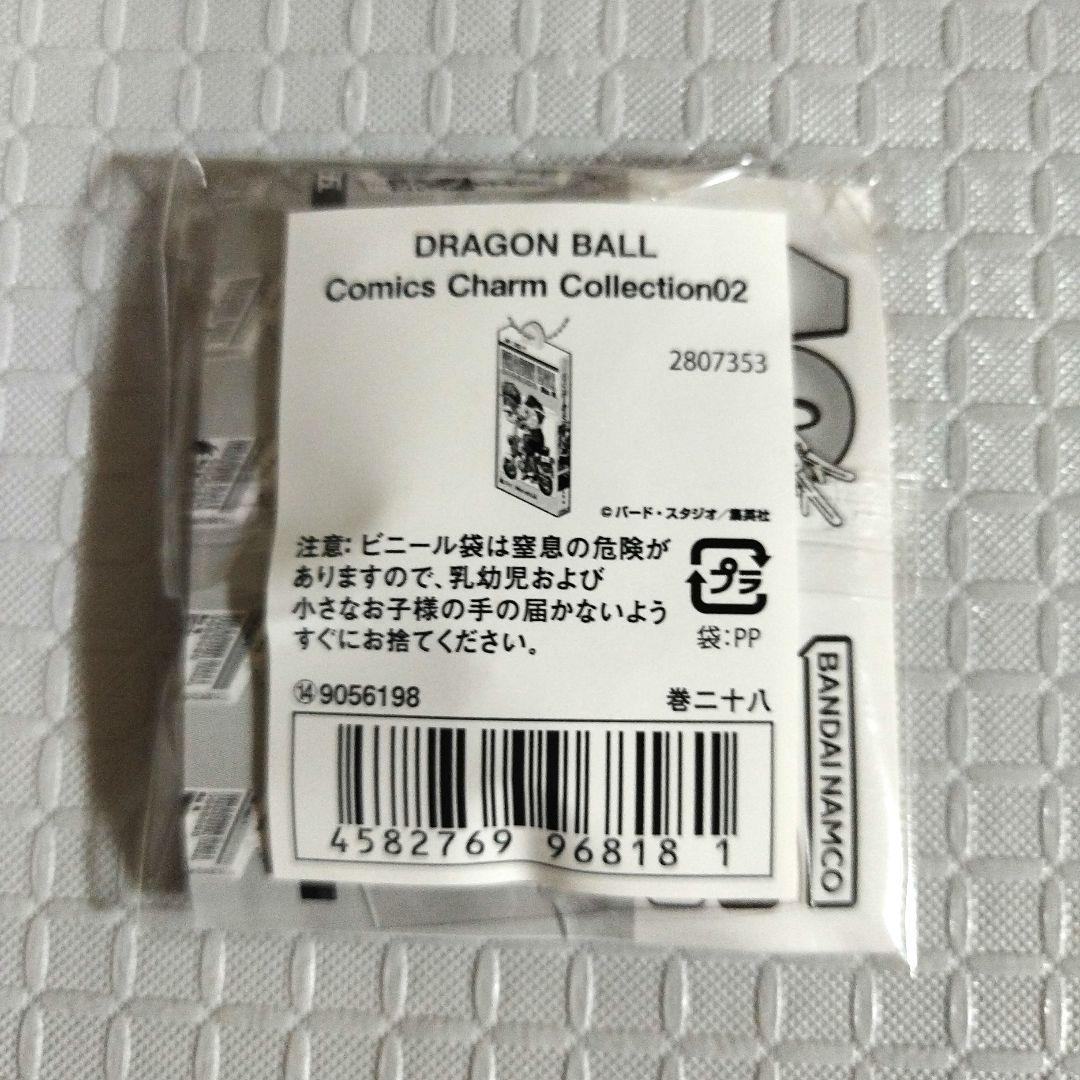 DRAGON BALL
Comics Charm Collection02
2807353
©バード・スタジオ/集英社
注意: ビニール袋は窒息の危険が
ありますので、乳幼児および
小さなお子様の手の届かないよう
すぐにお捨てください。
プラ
袋:PP
⑭9056198
巻二十八
4582769 96818 1
BANDAI NAMCO